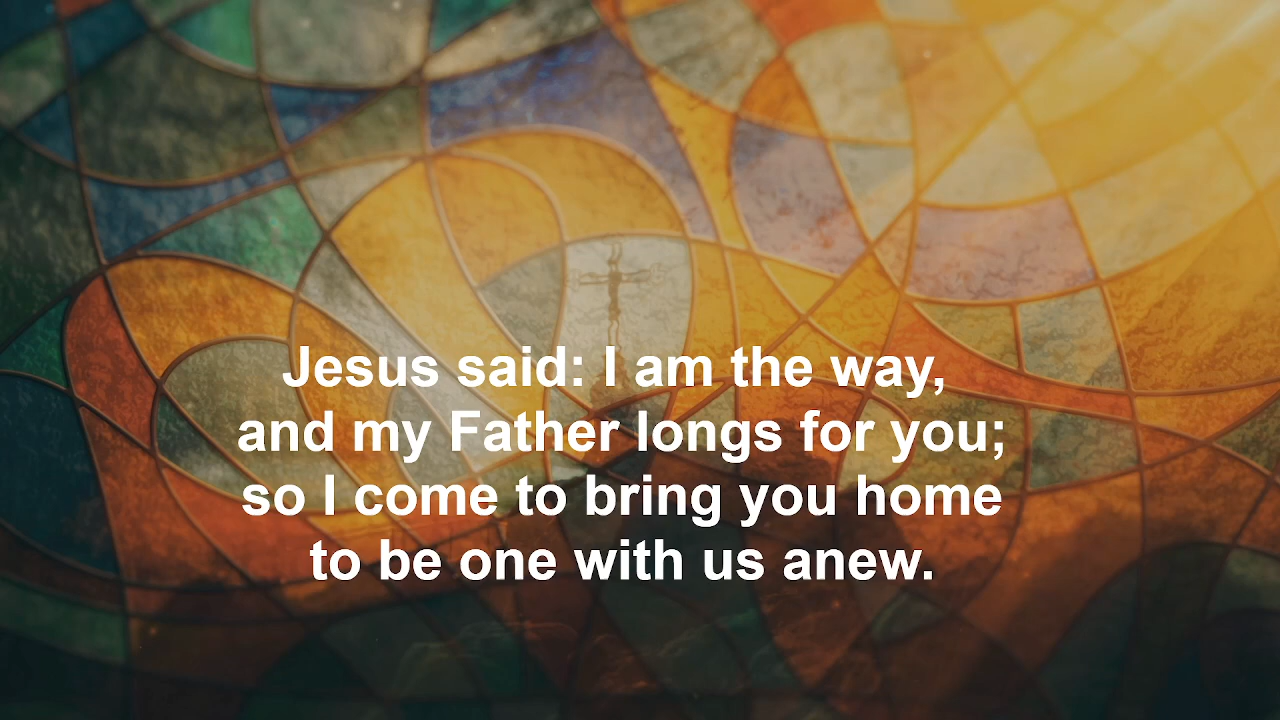 Jesus said: I am the way,
and my Father longs for you;
so I come to bring you home
to be one with us anew.